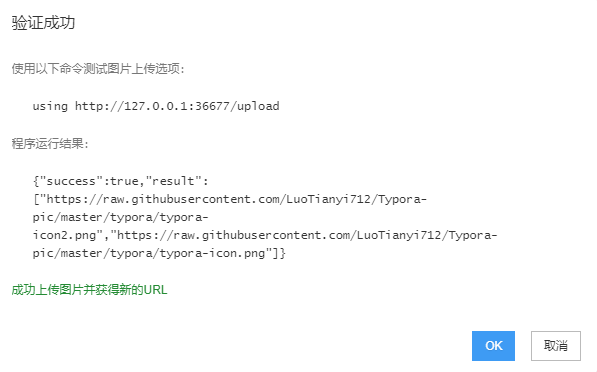 验证成功
使用以下命令测试图片上传选项:
using http://127.0.0.1:36677/upload
程序运行结果:
{"success":true,"result":
["https://raw.githubusercontent.com/LuoTianyi712/Typora-
pic/master/typora/typora-
icon2.png","https://raw.githubusercontent.com/LuoTianyi712/Typora-
pic/master/typora/typora-icon.png"]}
成功上传图片并获得新的URL
OK
取消